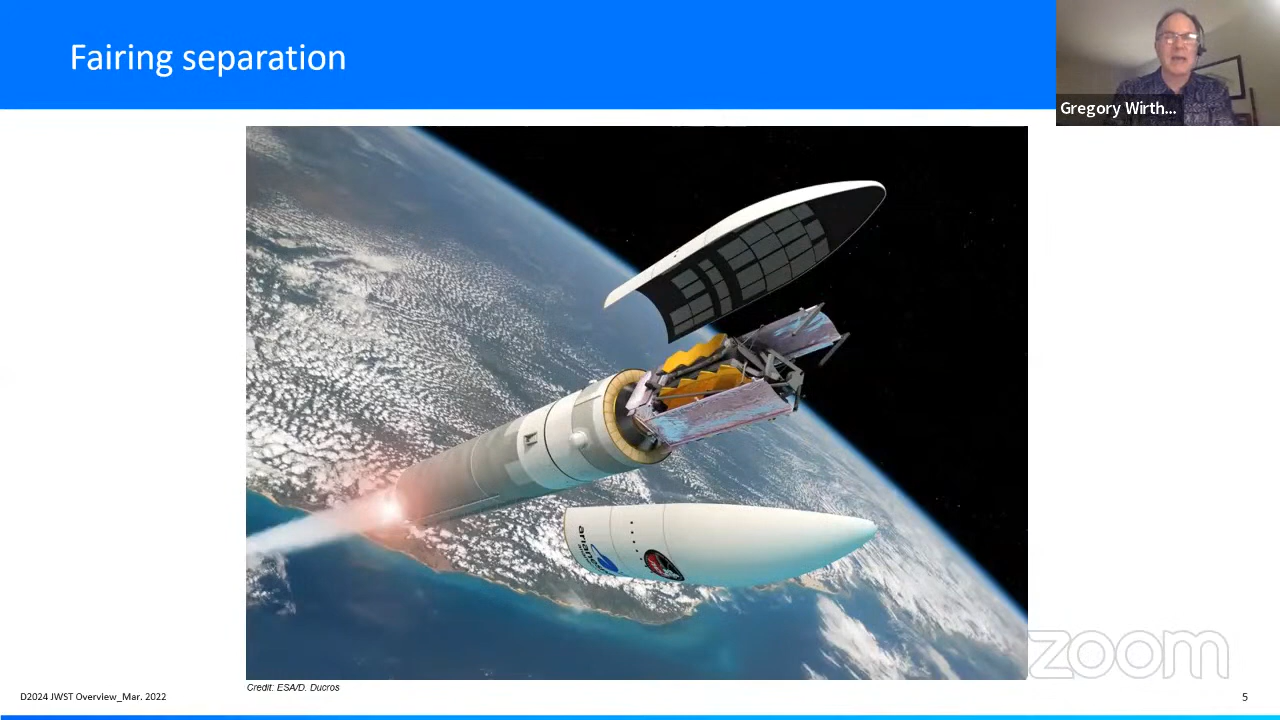 Fairing separation
Gregory Wirth...
zoom
Credit: ESA/D. Ducros
D2024 JWST Overview_Mar. 2022
5